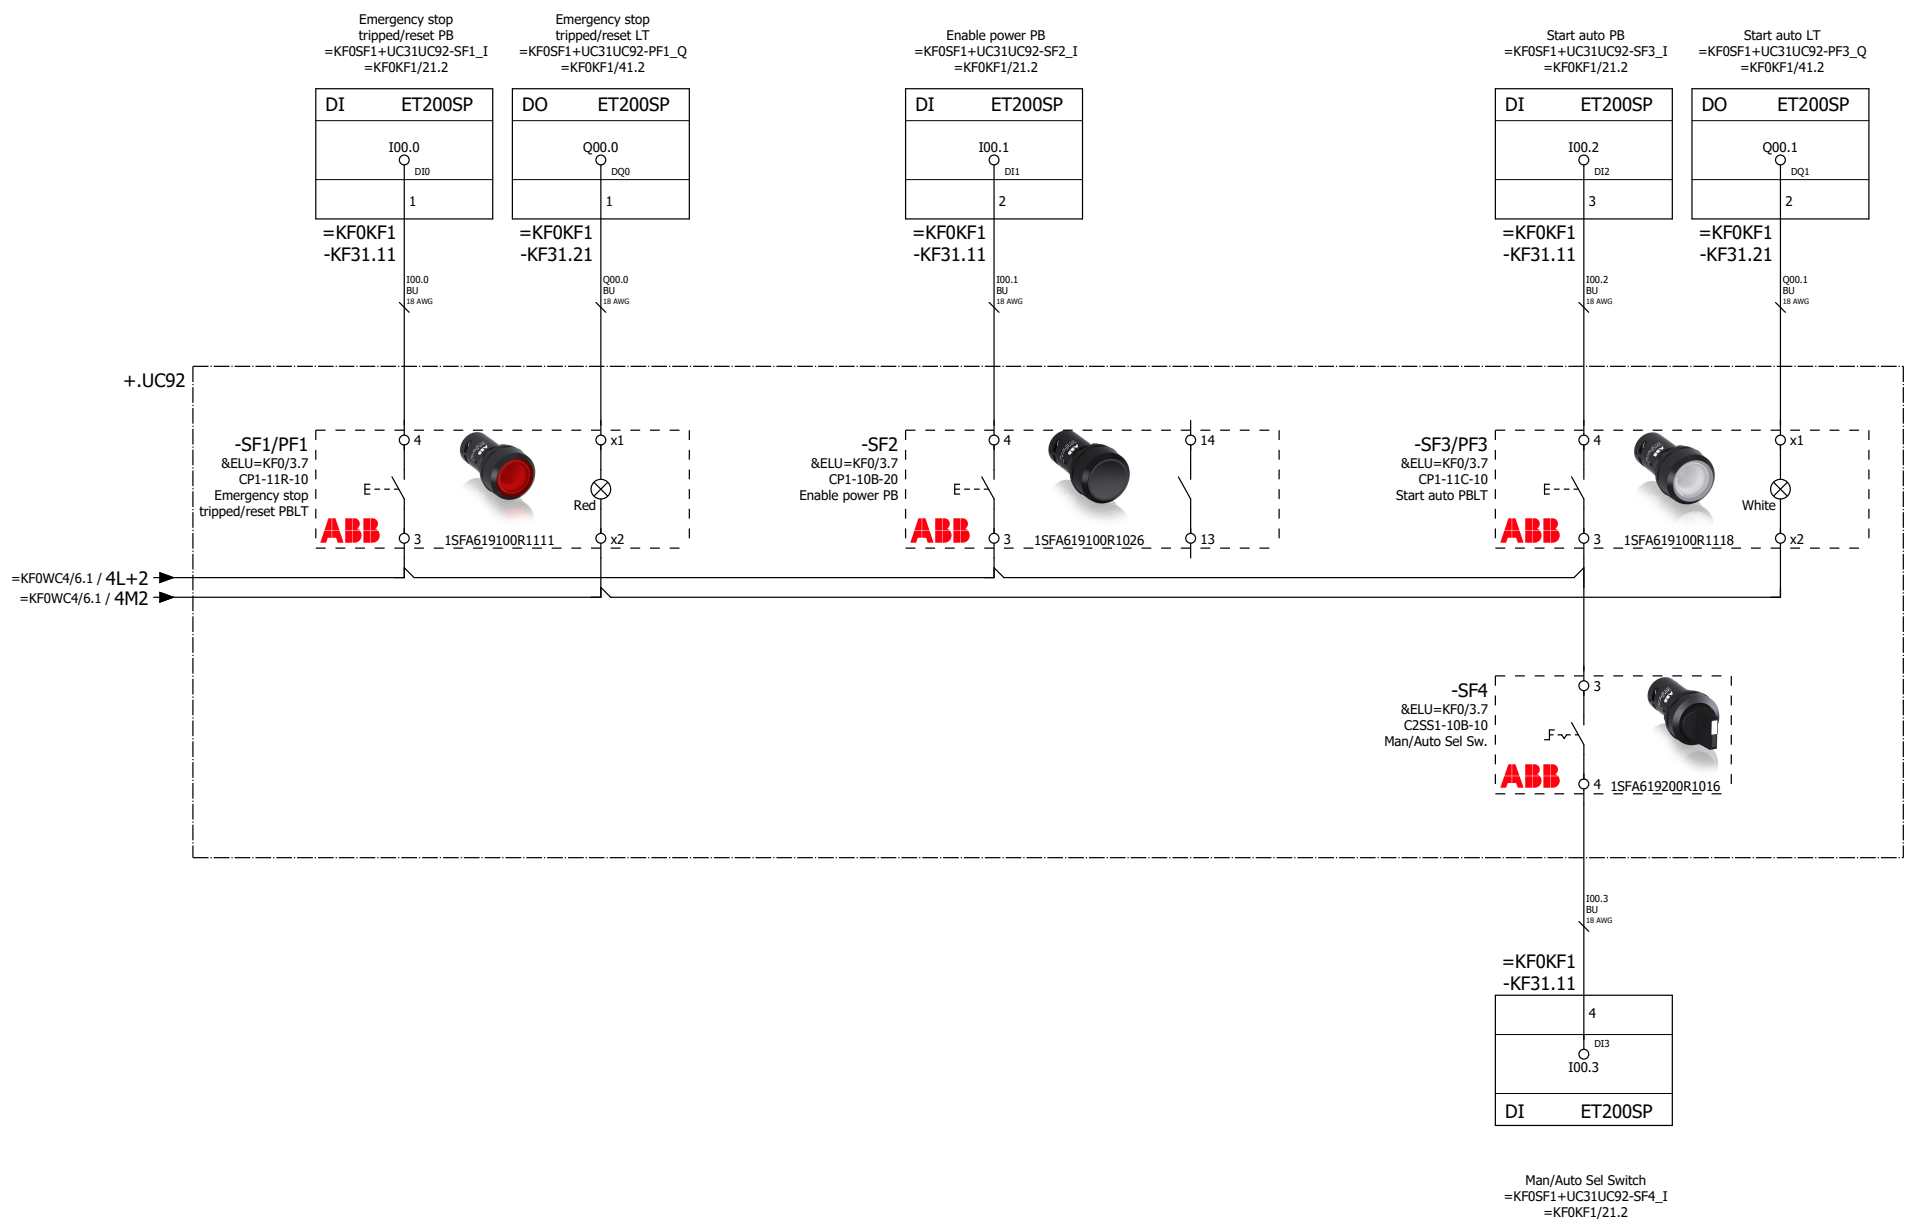 Emergency stop
tripped/reset PB
=KF0SF1+UC31UC92-SF1_I
=KF0KF1/21.2
Emergency stop
tripped/reset LT
=KF0SF1+UC31UC92-PF1_Q
=KF0KF1/41.2
Enable power PB
=KF0SF1+UC31UC92-SF2_I
=KF0KF1/21.2
Start auto PB
=KF0SF1+UC31UC92-SF3_I
=KF0KF1/21.2
Start auto LT
=KF0SF1+UC31UC92-PF3_Q
=KF0KF1/41.2
DI ET200SP
I00.0
DI0
1
=KF0KF1
-KF31.11
I00.0
BU
18 AWG
DO ET200SP
Q00.0
DQ0
1
=KF0KF1
-KF31.21
Q00.0
BU
18 AWG
DI ET200SP
I00.1
DI1
2
=KF0KF1
-KF31.11
I00.1
BU
18 AWG
DI ET200SP
I00.2
DI2
3
=KF0KF1
-KF31.11
I00.2
BU
18 AWG
DO ET200SP
Q00.1
DQ1
2
=KF0KF1
-KF31.21
Q00.1
BU
18 AWG
+.UC92
-SF1/PF1
&ELU=KF0/3.7
CP1-11R-10
Emergency stop
tripped/reset PBLT
4
x1
Red
ABB
3
1SFA619100R1111
x2
-SF2
&ELU=KF0/3.7
CP1-10B-20
Enable power PB
4
14
ABB
3
1SFA619100R1026
13
-SF3/PF3
&ELU=KF0/3.7
CP1-11C-10
Start auto PBLT
4
x1
White
ABB
3
1SFA619100R1118
x2
=KF0WC4/6.1 / 4L+2
=KF0WC4/6.1 / 4M2
-SF4
&ELU=KF0/3.7
C2SS1-10B-10
Man/Auto Sel Sw.
3
ABB
4
1SFA619200R1016
I00.3
BU
18 AWG
=KF0KF1
-KF31.11
4
DI3
I00.3
DI ET200SP
Man/Auto Sel Switch
=KF0SF1+UC31UC92-SF4_I
=KF0KF1/21.2